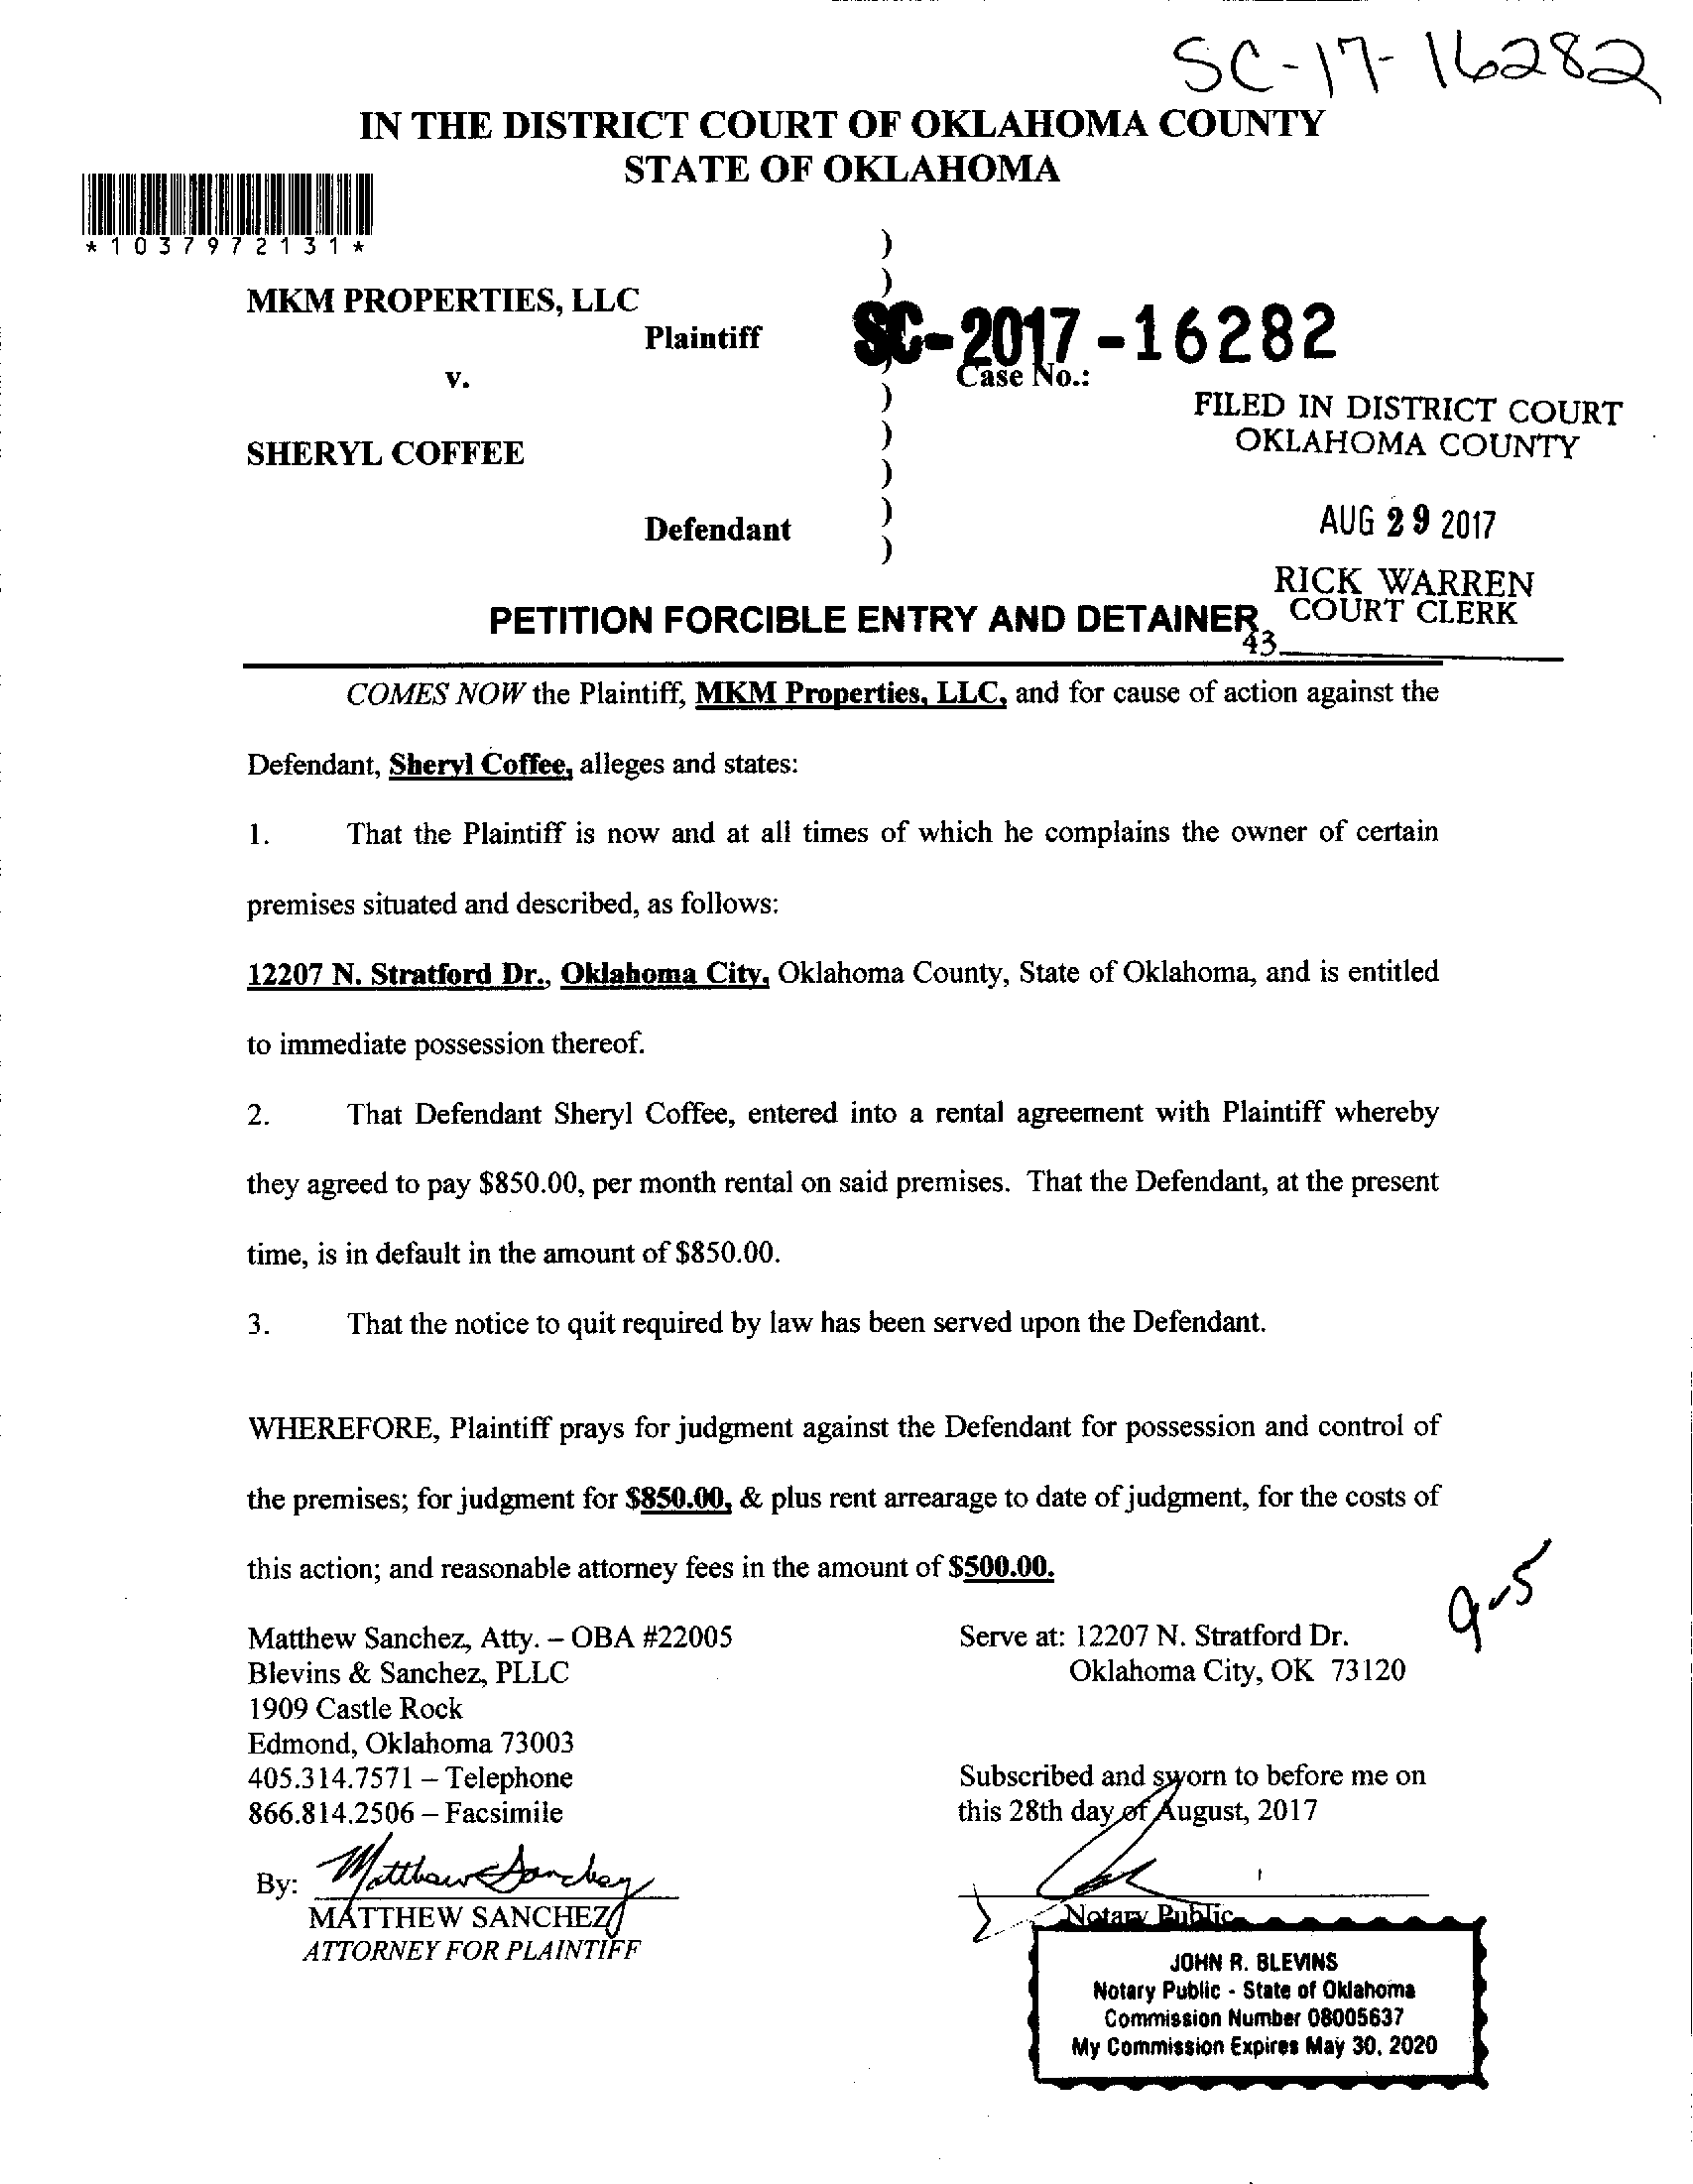 SC-17-16282
IN THE DISTRICT COURT OF OKLAHOMA COUNTY
STATE OF OKLAHOMA
*1037972131*
)
)
MKM PROPERTIES, LLC
Plaintiff
SC-2017-16282
v.
Case No.:
)
FILED IN DISTRICT COURT
OKLAHOMA COUNTY
)
SHERYL COFFEE
)
)
Defendant
AUG 29 2017
)
RICK WARREN
COURT CLERK
PETITION FORCIBLE ENTRY AND DETAINER
43
COMES NOW the Plaintiff, MKM Properties, LLC, and for cause of action against the
Defendant, Sheryl Coffee, alleges and states:
1. That the Plaintiff is now and at all times of which he complains the owner of certain
premises situated and described, as follows:
12207 N. Stratford Dr., Oklahoma City, Oklahoma County, State of Oklahoma, and is entitled
to immediate possession thereof.
2. That Defendant Sheryl Coffee, entered into a rental agreement with Plaintiff whereby
they agreed to pay $850.00, per month rental on said premises. That the Defendant, at the present
time, is in default in the amount of $850.00.
3. That the notice to quit required by law has been served upon the Defendant.
WHEREFORE, Plaintiff prays for judgment against the Defendant for possession and control of
the premises; for judgment for $850.00, & plus rent arrearage to date of judgment, for the costs of
this action; and reasonable attorney fees in the amount of $500.00.
9-5
Matthew Sanchez, Atty. – OBA #22005
Blevins & Sanchez, PLLC
1909 Castle Rock
Edmond, Oklahoma 73003
405.314.7571 – Telephone
866.814.2506 – Facsimile
By: Matthew Sanchez
MATTHEW SANCHEZ
ATTORNEY FOR PLAINTIFF
Serve at: 12207 N. Stratford Dr.
Oklahoma City, OK 73120
Subscribed and sworn to before me on
this 28th day of August, 2017
Notary Public
JOHN R. BLEVINS
Notary Public - State of Oklahoma
Commission Number 08005637
My Commission Expires May 30, 2020